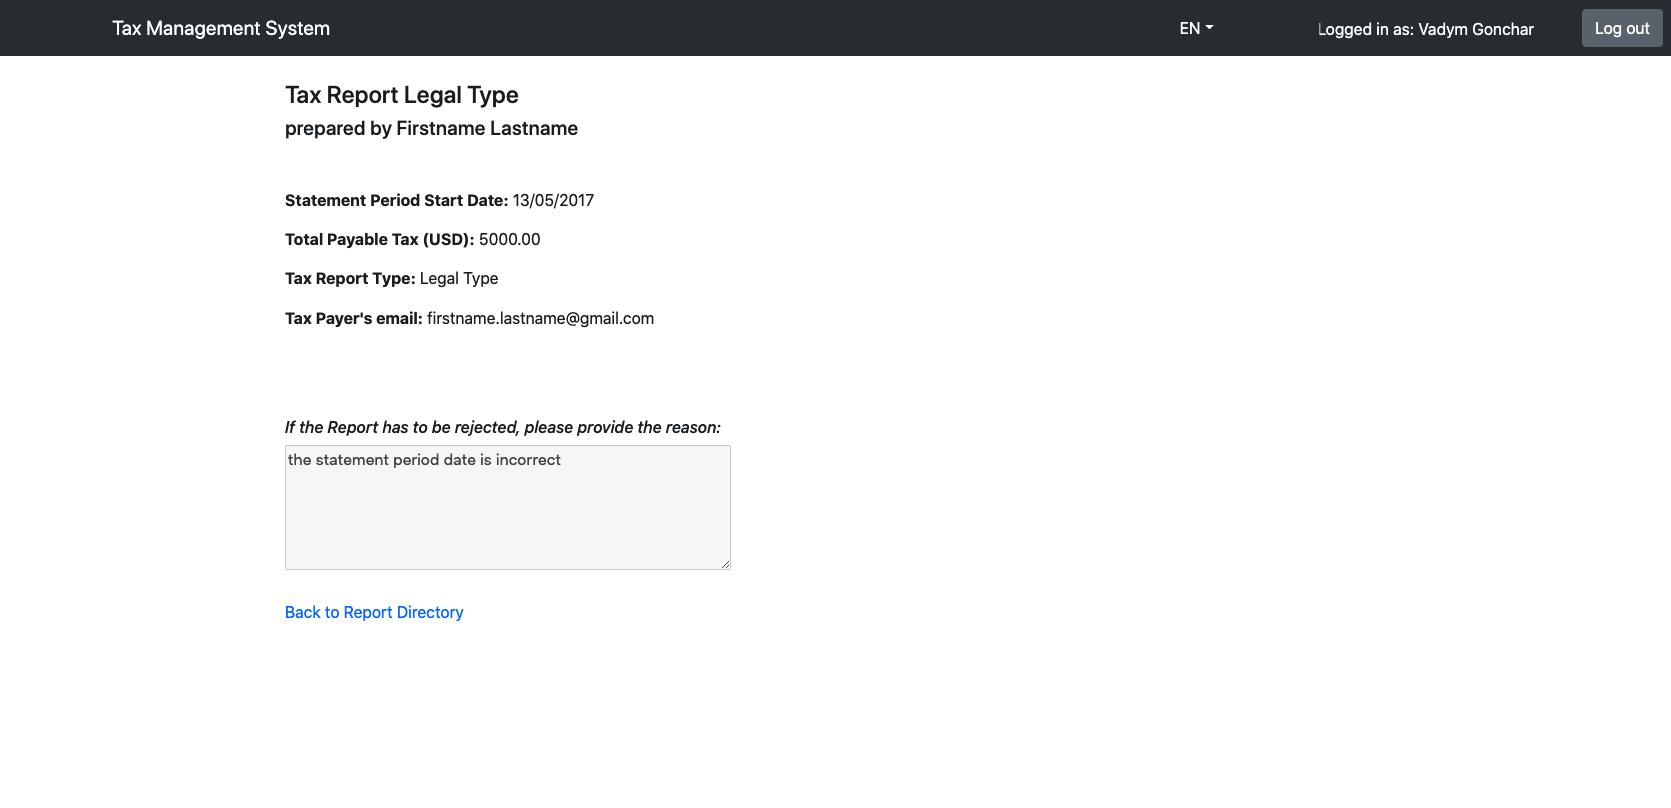 Tax Management System
EN
Logged in as: Vadym Gonchar
Log out
Tax Report Legal Type
prepared by Firstname Lastname
Statement Period Start Date: 13/05/2017
Total Payable Tax (USD): 5000.00
Tax Report Type: Legal Type
Tax Payer's email: firstname.lastname@gmail.com
If the Report has to be rejected, please provide the reason:
the statement period date is incorrect
Back to Report Directory